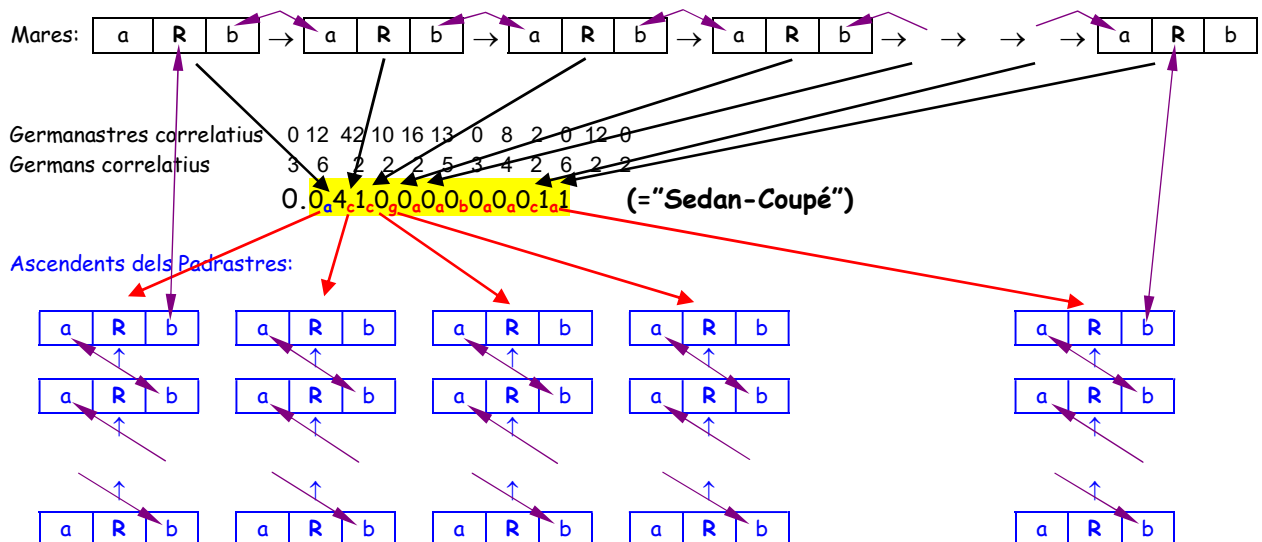 Mares: a R b → a R b → a R b → a R b → → → → a R b
Germanastres correlatius 0 12 42 10 16 13 0 8 2 0 12 0
Germans correlatius 3 6 2 2 2 5 3 4 2 6 2 2
0.0a4c1c0g0a0a0b0a0a0c1a1 (="Sedan-Coupé")
Ascendents dels Padrastres:
a R b a R b a R b a R b a R b
↑ ↑ ↑ ↑ ↑
a R b a R b a R b a R b a R b
↑ ↑ ↑ ↑ ↑
↑ ↑ ↑ ↑ ↑
a R b a R b a R b a R b a R b